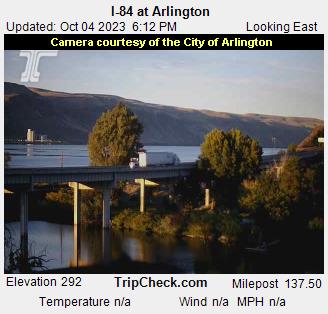 I-84 at Arlington
Updated: Oct 04 2023 6:12 PM Looking East
Camera courtesy of the City of Arlington
Elevation 292 TripCheck.com Milepost 137.50
Temperature n/a Wind n/a MPH n/a